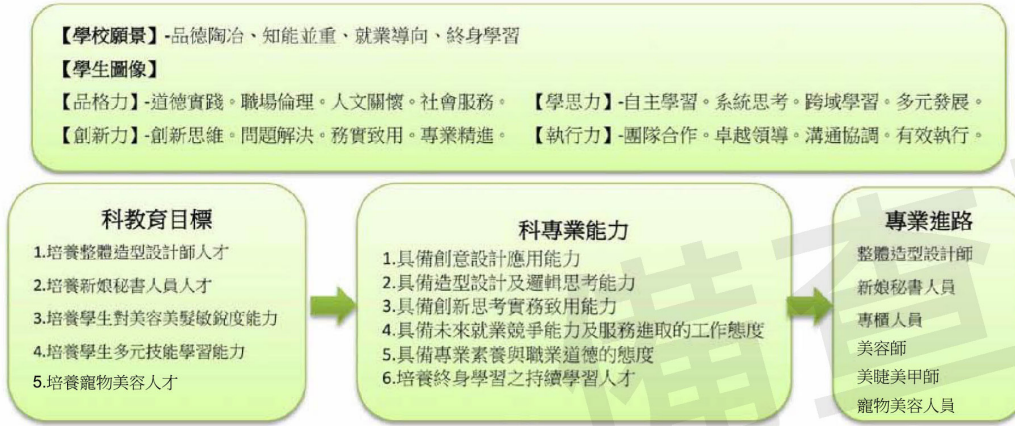 【學校願景】-品德陶冶、知能並重、就業導向、終身學習
【學生圖像】
【品格力】-道德實踐。職場倫理。人文關懷。社會服務。 【學思力】-自主學習。系統思考。跨域學習。多元發展。
【創新力】-創新思維。問題解決。務實致用。專業精進。 【執行力】-團隊合作。卓越領導。溝通協調。有效執行。
科教育目標
1.培養整體造型設計師人才
2.培養新娘秘書人員人才
3.培養學生對美容美髮敏銳度能力
4.培養學生多元技能學習能力
5.培養寵物美容人才
科專業能力
1.具備創意設計應用能力
2.具備造型設計及邏輯思考能力
3.具備創新思考實務致用能力
4.具備未來就業競爭能力及服務進取的工作態度
5.具備專業素養與職業道德的態度
6.培養終身學習之持續學習人才
專業進路
整體造型設計師
新娘秘書人員
專櫃人員
美容師
美睫美甲師
寵物美容人員
備查